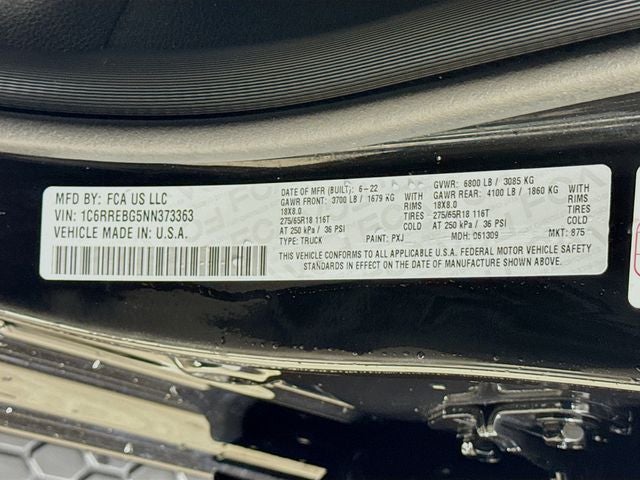 MFD BY: FCA US LLC
VIN: 1C6RREBG5NN373363
VEHICLE MADE IN: U.S.A.
DATE OF MFR (BUILT): 6-22 GVWR: 6800 LB / 3085 KG
GAWR FRONT: 3700 LB / 1679 KG WITH GAWR REAR: 4100 LB / 1860 KG WITH
18X8.0 RIMS 18X8.0 RIMS
275/65R18 116T TIRES 275/65R18 116T TIRES
AT 250 kPa / 36 PSI COLD AT 250 kPa / 36 PSI COLD
TYPE: TRUCK PAINT: PXJ MDH: 061309 MKT: 875
THIS VEHICLE CONFORMS TO ALL APPLICABLE U.S.A. FEDERAL MOTOR VEHICLE SAFETY
STANDARDS IN EFFECT ON THE DATE OF MANUFACTURE SHOWN ABOVE.